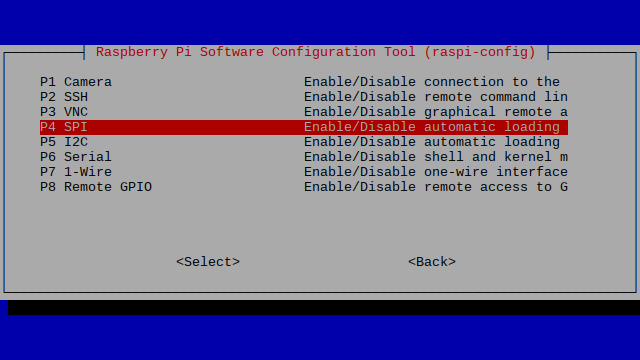 Raspberry Pi Software Configuration Tool (raspi-config)
P1 Camera Enable/Disable connection to the
P2 SSH Enable/Disable remote command lin
P3 VNC Enable/Disable graphical remote a
P4 SPI Enable/Disable automatic loading
P5 I2C Enable/Disable automatic loading
P6 Serial Enable/Disable shell and kernel m
P7 1-Wire Enable/Disable one-wire interface
P8 Remote GPIO Enable/Disable remote access to G
<Select> <Back>